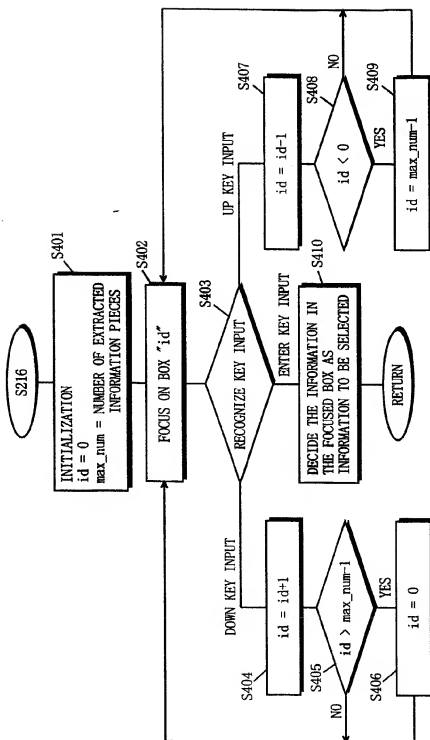 S216
S401
INITIALIZATION
id = 0
max_num = NUMBER OF EXTRACTED
INFORMATION PIECES
S402
FOCUS ON BOX "id"
S403
RECOGNIZE KEY INPUT
DOWN KEY INPUT
S404
id = id+1
S405
id > max_num-1
NO
YES
S406
id = 0
ENTER KEY INPUT
S410
DECIDE THE INFORMATION IN
THE FOCUSED BOX AS
INFORMATION TO BE SELECTED
RETURN
UP KEY INPUT
S407
id = id-1
S408
id < 0
NO
YES
S409
id = max_num-1